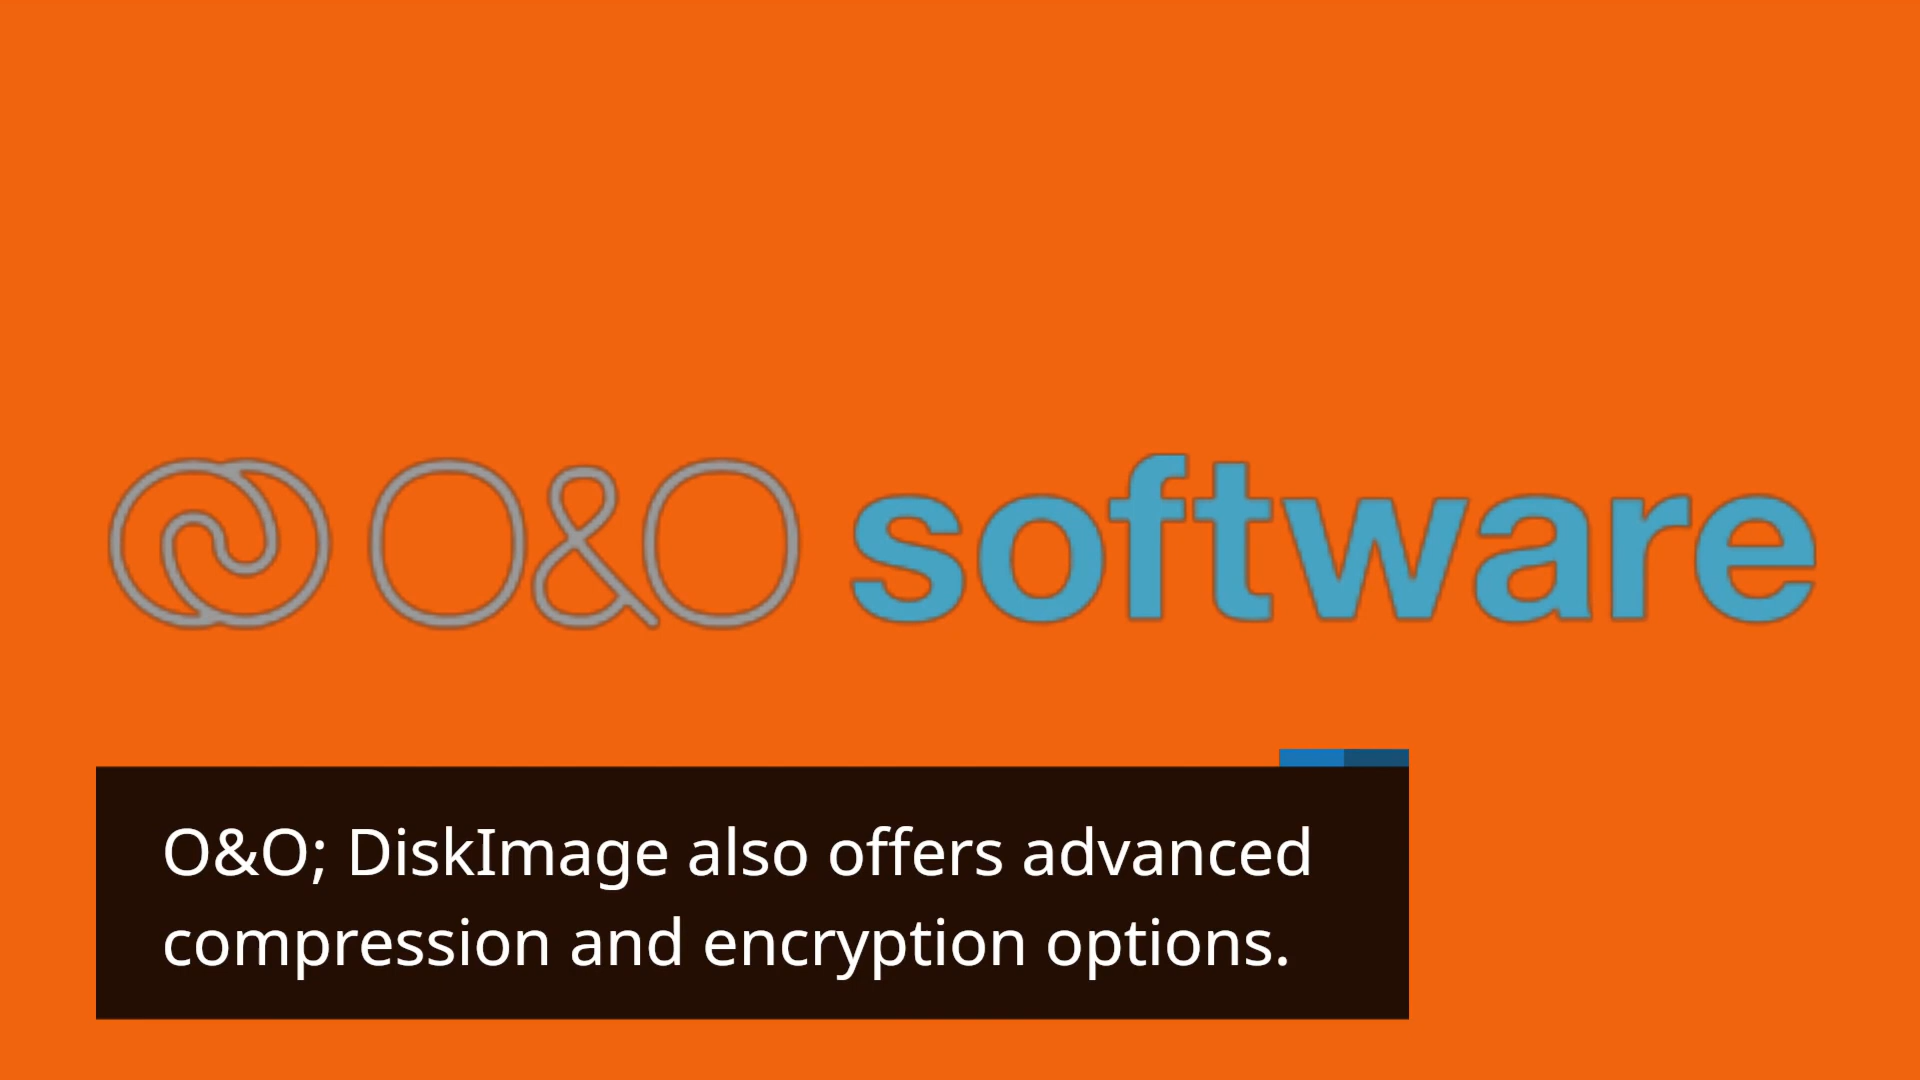 O&O software
O&O; DiskImage also offers advanced
compression and encryption options.